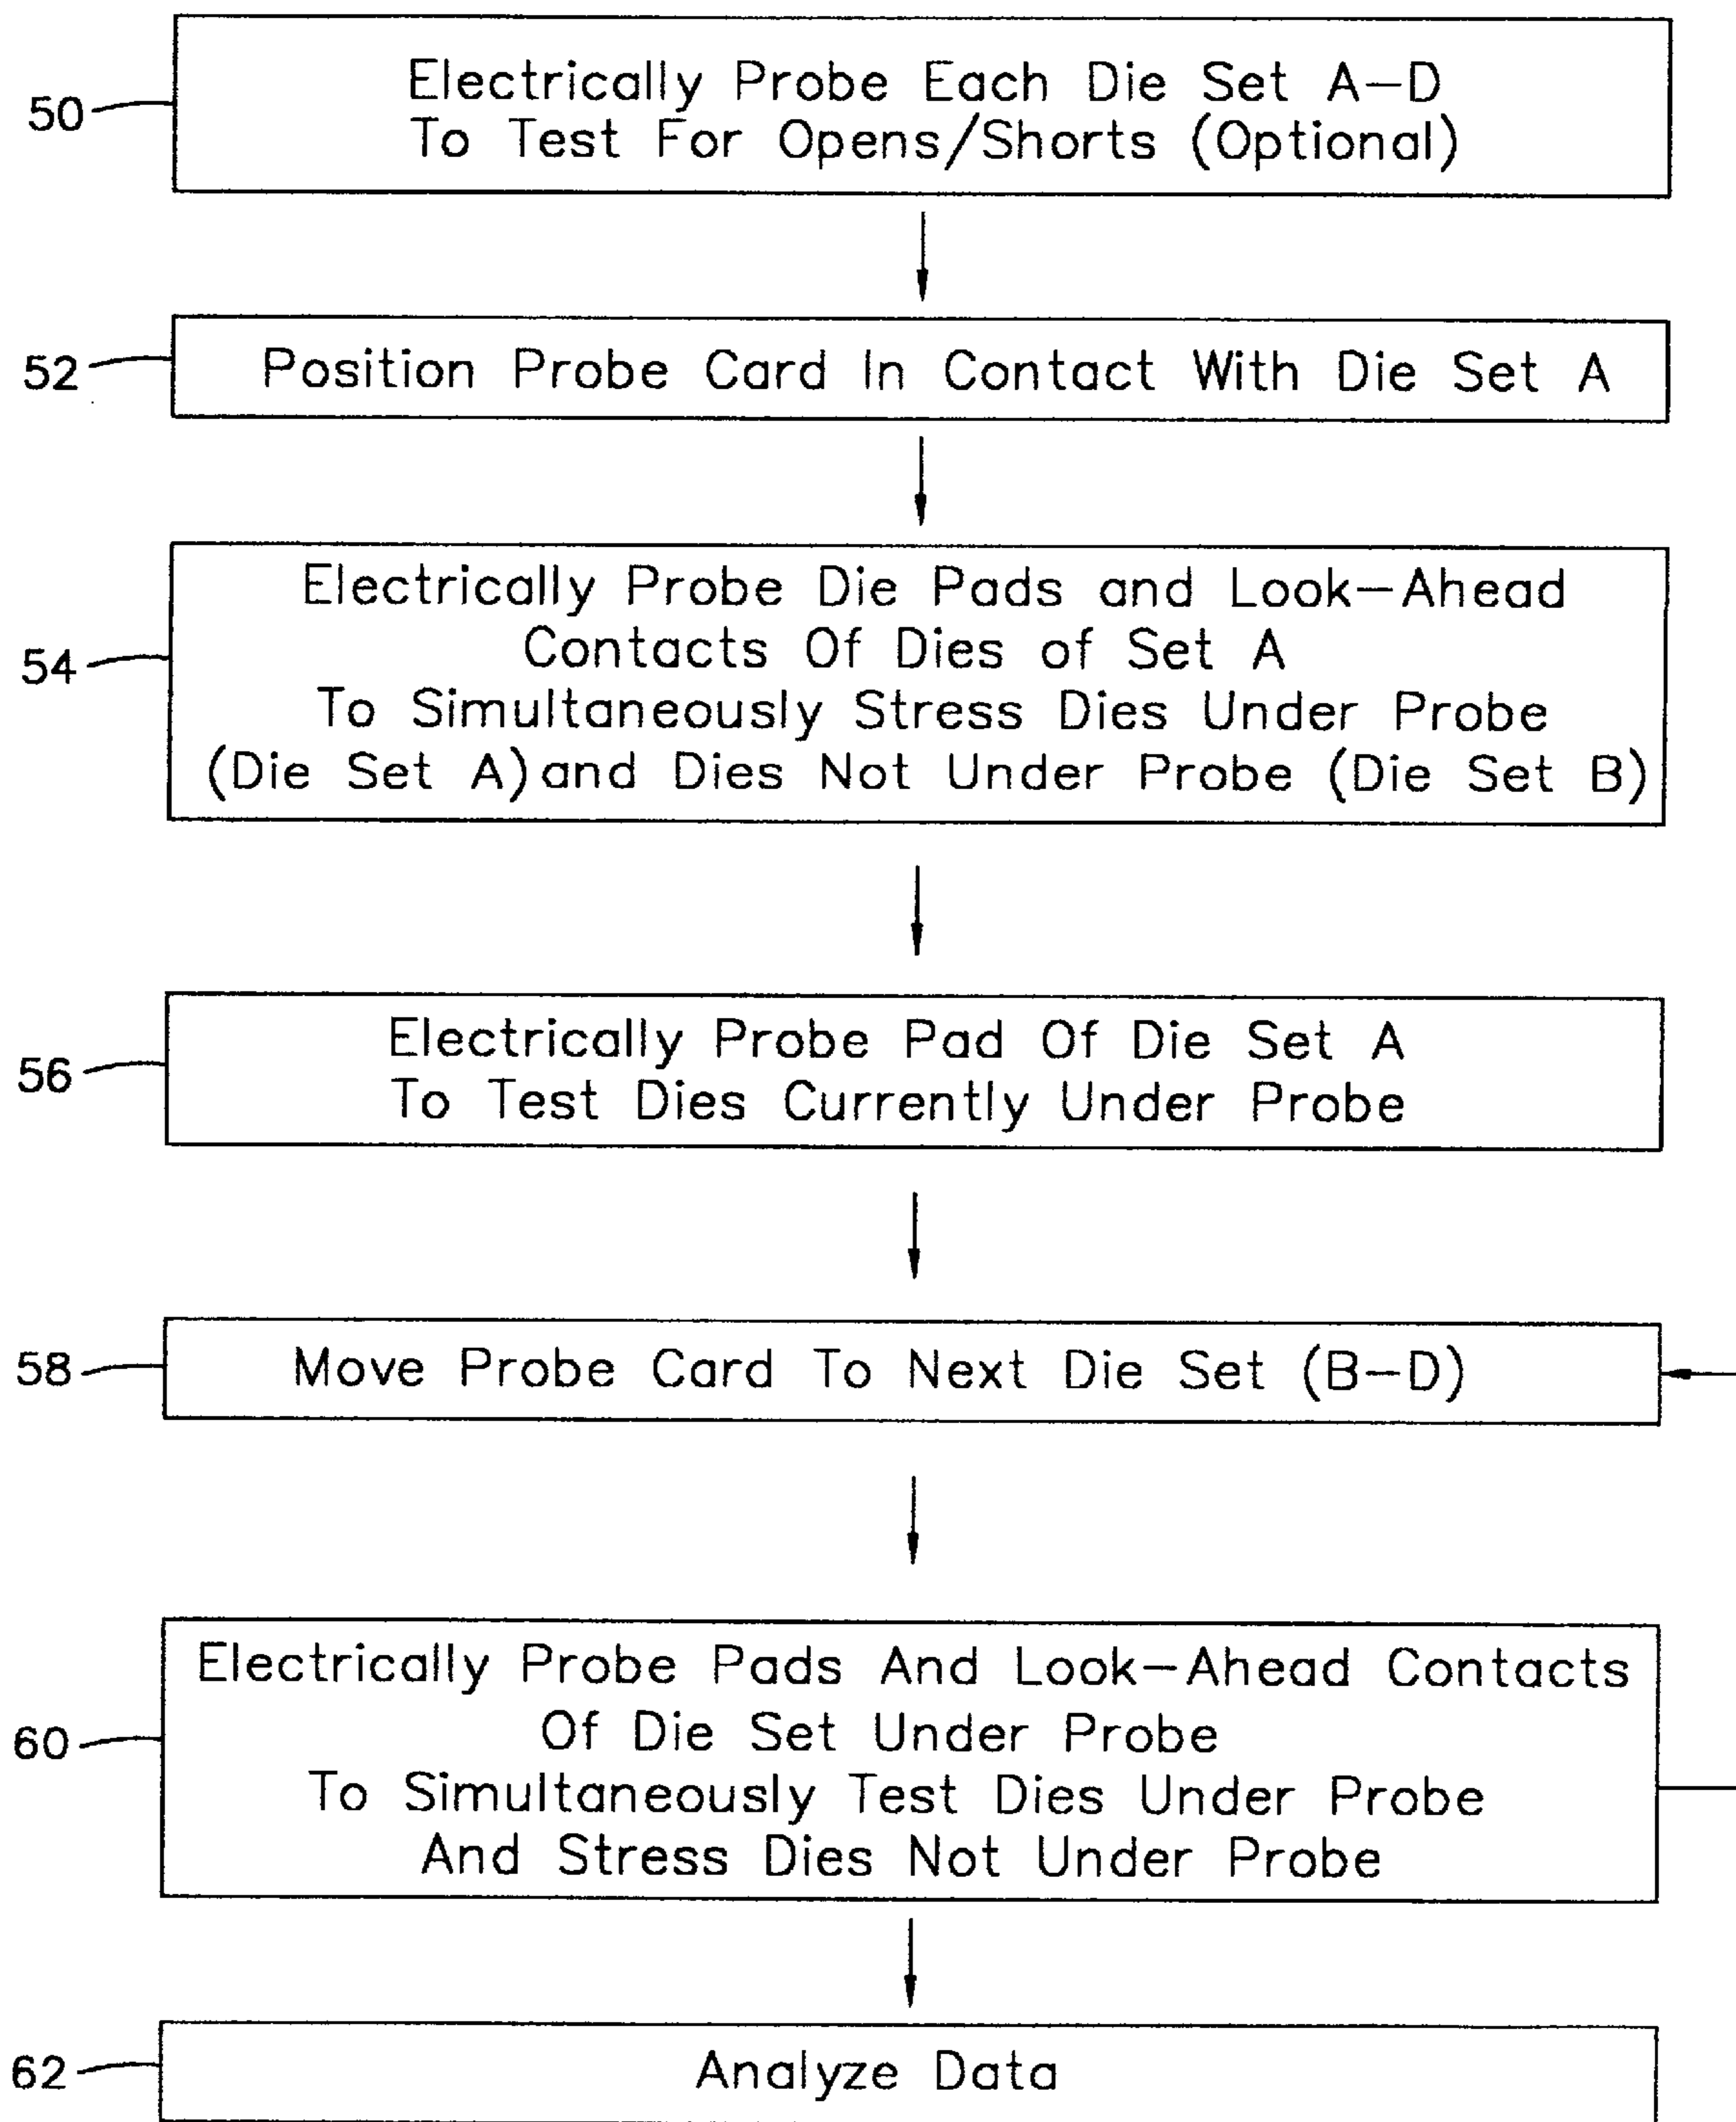 50
Electrically Probe Each Die Set A-D
To Test For Opens/Shorts (Optional)
52
Position Probe Card In Contact With Die Set A
54
Electrically Probe Die Pads and Look-Ahead
Contacts Of Dies of Set A
To Simultaneously Stress Dies Under Probe
(Die Set A) and Dies Not Under Probe (Die Set B)
56
Electrically Probe Pad Of Die Set A
To Test Dies Currently Under Probe
58
Move Probe Card To Next Die Set (B-D)
60
Electrically Probe Pads And Look-Ahead Contacts
Of Die Set Under Probe
To Simultaneously Test Dies Under Probe
And Stress Dies Not Under Probe
62
Analyze Data